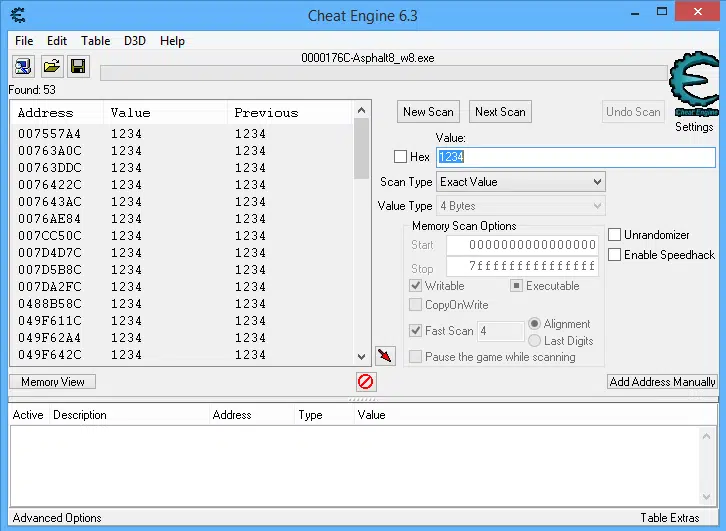 Cheat Engine 6.3
File Edit Table D3D Help
0000176C-Asphalt8_w8.exe
Found: 53
Address Value Previous
007557A4 1234 1234
00763A0C 1234 1234
00763DDC 1234 1234
0076422C 1234 1234
007643AC 1234 1234
0076AE84 1234 1234
007CC50C 1234 1234
007D4D7C 1234 1234
007D5B8C 1234 1234
007DA2FC 1234 1234
0488B58C 1234 1234
049F611C 1234 1234
049F62A4 1234 1234
049F642C 1234 1234
New Scan Next Scan Undo Scan
Cheat Engine
Settings
Value:
Hex 1234
Scan Type Exact Value
Value Type 4 Bytes
Memory Scan Options
Start 0000000000000000
Stop 7fffffffffffffff
Writable Executable
CopyOnWrite
Fast Scan 4 Alignment
Last Digits
Pause the game while scanning
Unrandomizer
Enable Speedhack
Memory View
Add Address Manually
Active Description Address Type Value
Advanced Options
Table Extras